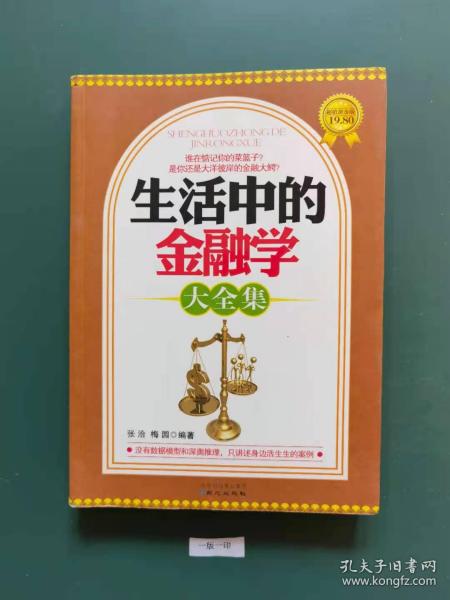 19.80
SHENGHUOZHONG DE
JINRONGXUE
谁在惦记你的菜篮子？
是你还是大洋彼岸的金融大鳄？
生活中的
金融学
大全集
张浛 梅园 编著
没有数据模型和深奥推理，只讲述身边活生生的案例
一版一印
孔夫子旧书网
www.kongfz.com